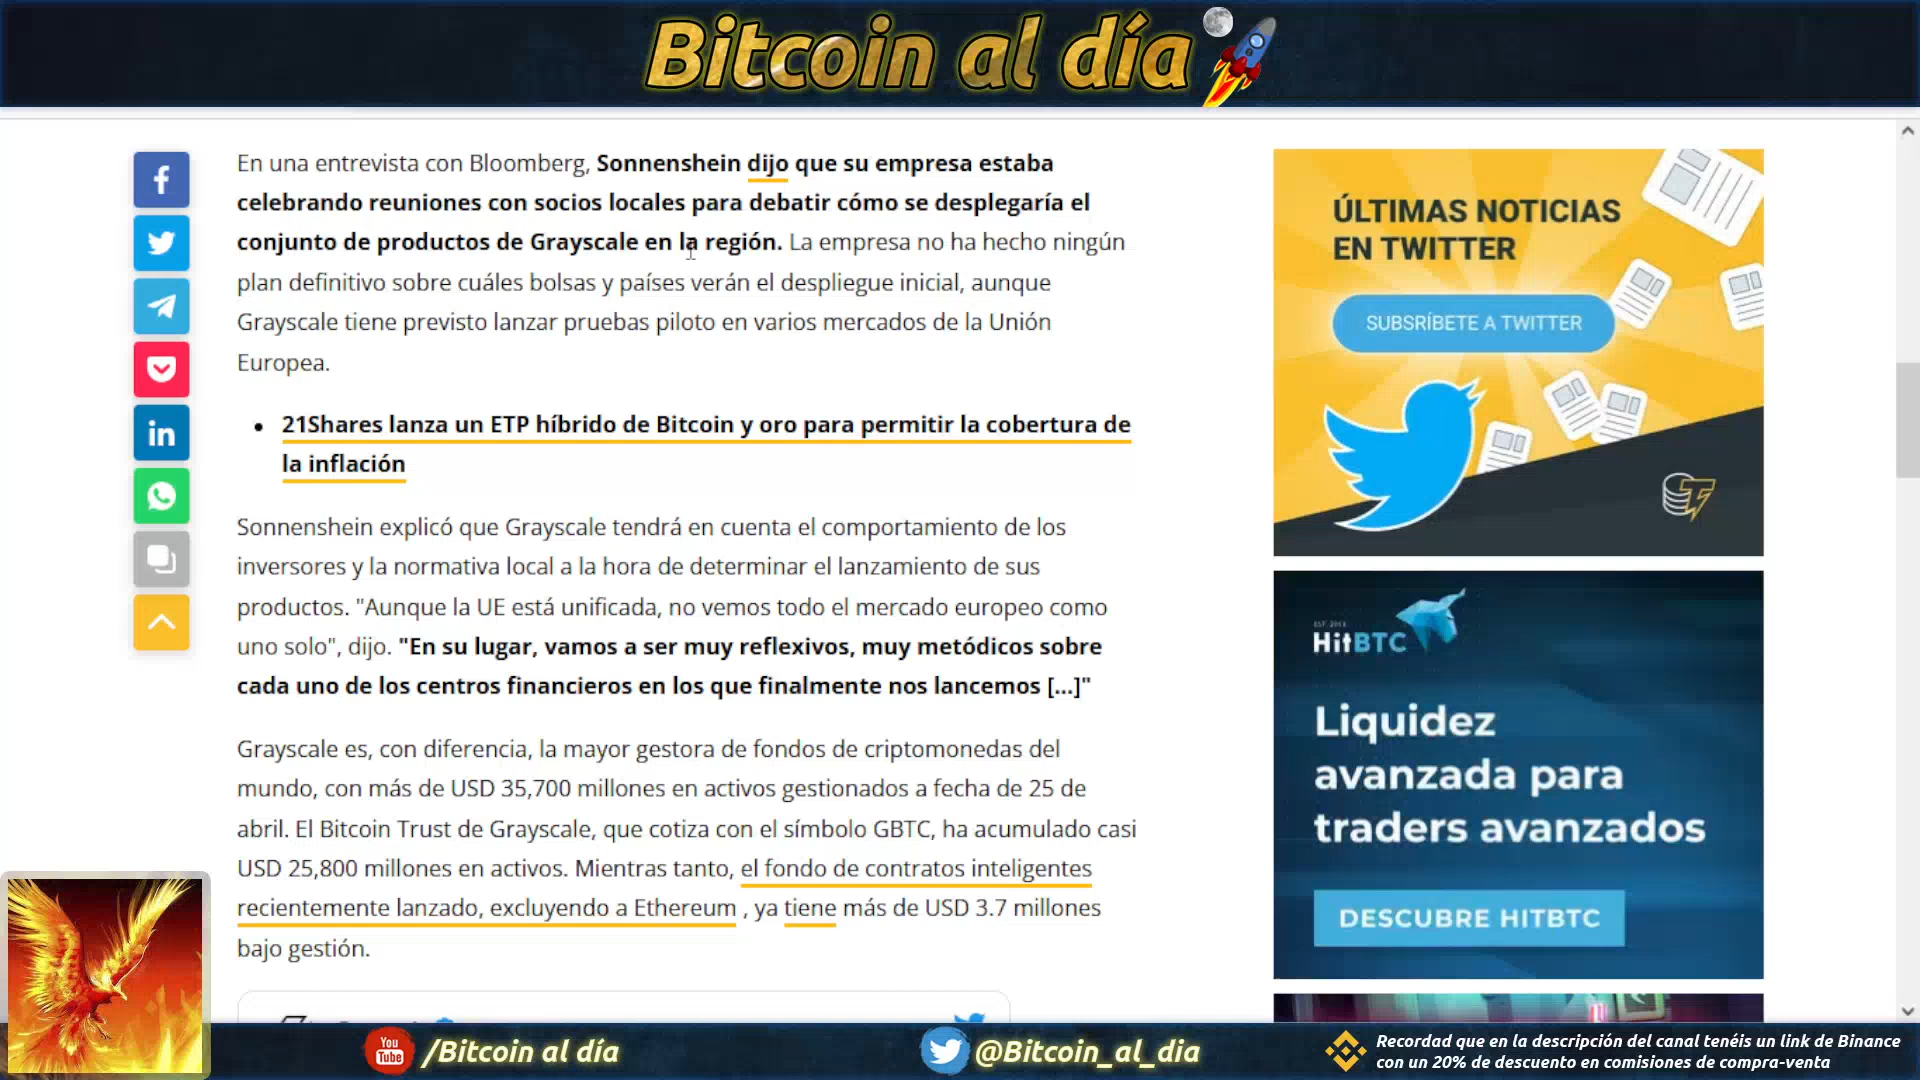 Bitcoin al día
En una entrevista con Bloomberg, Sonnenshein dijo que su empresa estaba
celebrando reuniones con socios locales para debatir cómo se desplegaría el
conjunto de productos de Grayscale en la región. La empresa no ha hecho ningún
plan definitivo sobre cuáles bolsas y países verán el despliegue inicial, aunque
Grayscale tiene previsto lanzar pruebas piloto en varios mercados de la Unión
Europea.
• 21Shares lanza un ETP híbrido de Bitcoin y oro para permitir la cobertura de
la inflación
Sonnenshein explicó que Grayscale tendrá en cuenta el comportamiento de los
inversores y la normativa local a la hora de determinar el lanzamiento de sus
productos. "Aunque la UE está unificada, no vemos todo el mercado europeo como
uno solo", dijo. "En su lugar, vamos a ser muy reflexivos, muy metódicos sobre
cada uno de los centros financieros en los que finalmente nos lancemos [...]"
Grayscale es, con diferencia, la mayor gestora de fondos de criptomonedas del
mundo, con más de USD 35,700 millones en activos gestionados a fecha de 25 de
abril. El Bitcoin Trust de Grayscale, que cotiza con el símbolo GBTC, ha acumulado casi
USD 25,800 millones en activos. Mientras tanto, el fondo de contratos inteligentes
recientemente lanzado, excluyendo a Ethereum , ya tiene más de USD 3.7 millones
bajo gestión.
ÚLTIMAS NOTICIAS
EN TWITTER
SUBSRÍBETE A TWITTER
HitBTC
Liquidez
avanzada para
traders avanzados
DESCUBRE HITBTC
You
Tube
/Bitcoin al día
@Bitcoin_al_dia
Recordad que en la descripción del canal tenéis un link de Binance
con un 20% de descuento en comisiones de compra-venta